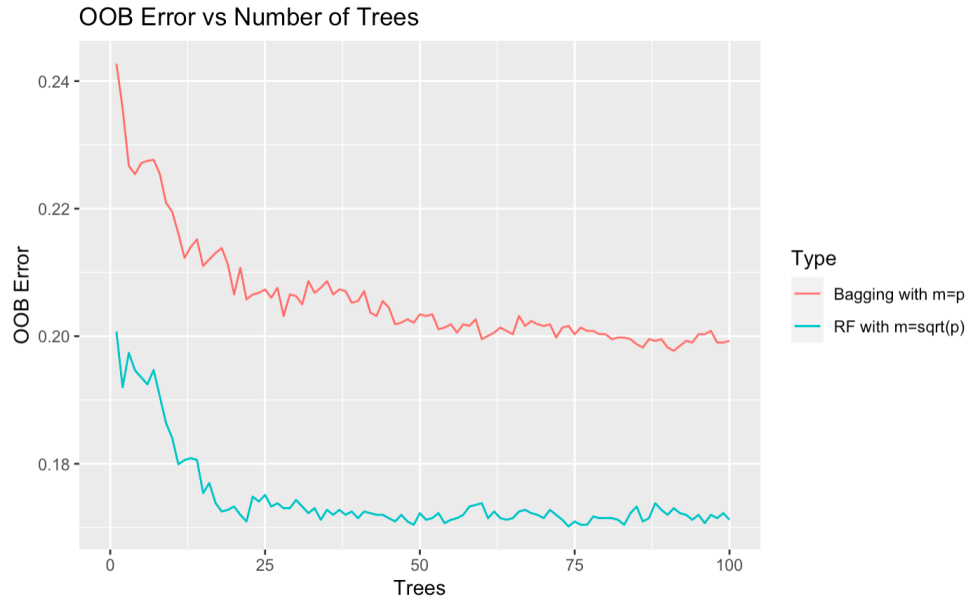 OOB Error vs Number of Trees
0.24
0.22
0.20
0.18
OOB Error
0
25
50
75
100
Trees
Type
Bagging with m=p
RF with m=sqrt(p)